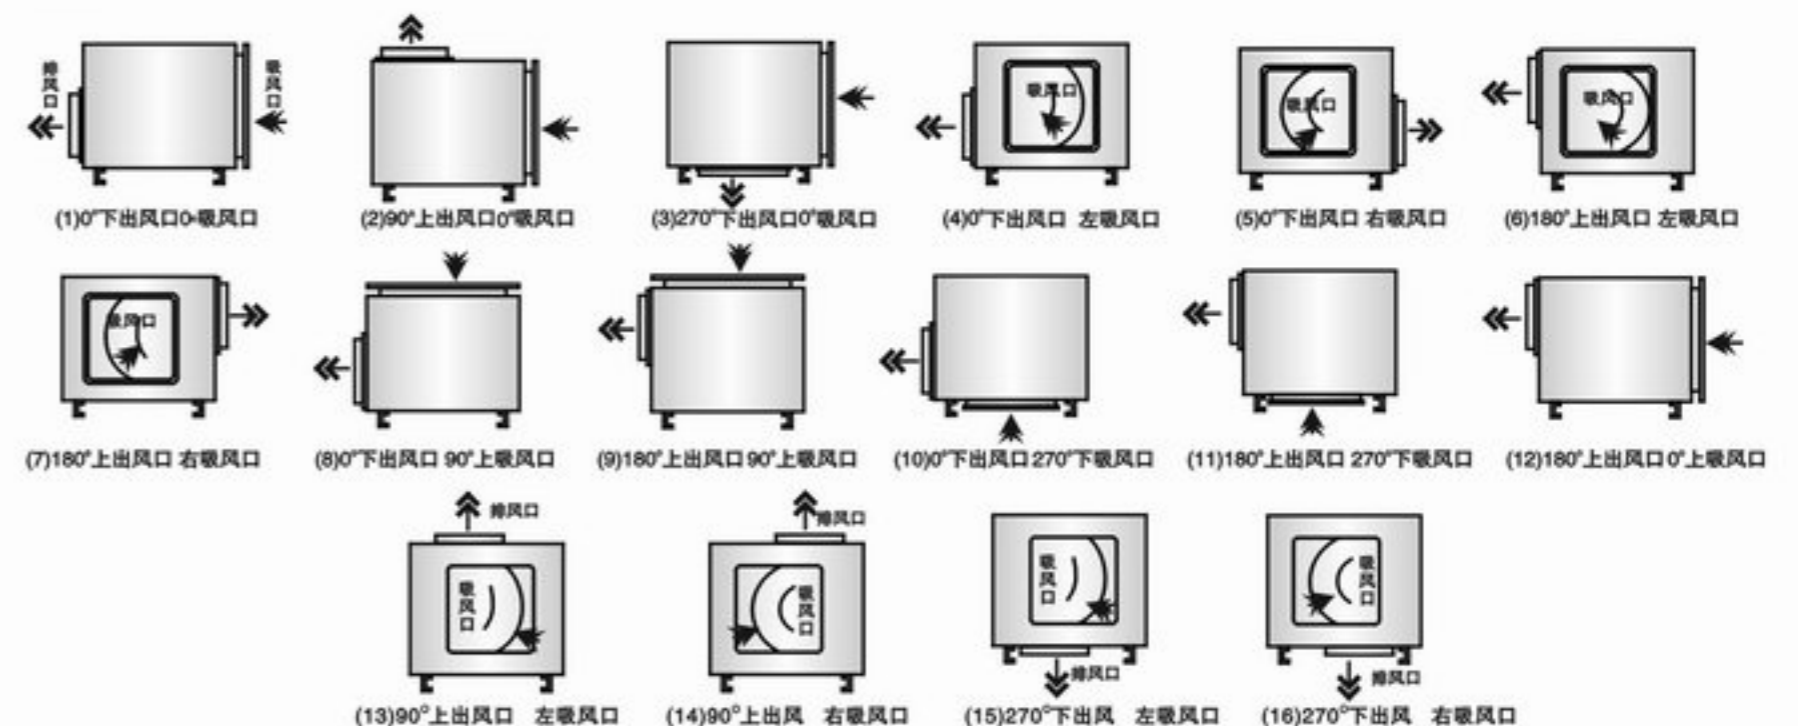 排风口
吸风口
(1)0°下出风口0°吸风口
(2)90°上出风口0°吸风口
(3)270°下出风口0°吸风口
吸风口
(4)0°下出风口 左吸风口
吸风口
(5)0°下出风口 右吸风口
吸风口
(6)180°上出风口 左吸风口
吸风口
(7)180°上出风口 右吸风口
(8)0°下出风口 90°上吸风口
(9)180°上出风口 90°上吸风口
(10)0°下出风口 270°下吸风口
(11)180°上出风口 270°下吸风口
(12)180°上出风口 0°上吸风口
排风口
吸风口
(13)90°上出风口 左吸风口
排风口
吸风口
(14)90°上出风 右吸风口
吸风口
排风口
(15)270°下出风 左吸风口
吸风口
排风口
(16)270°下出风 右吸风口